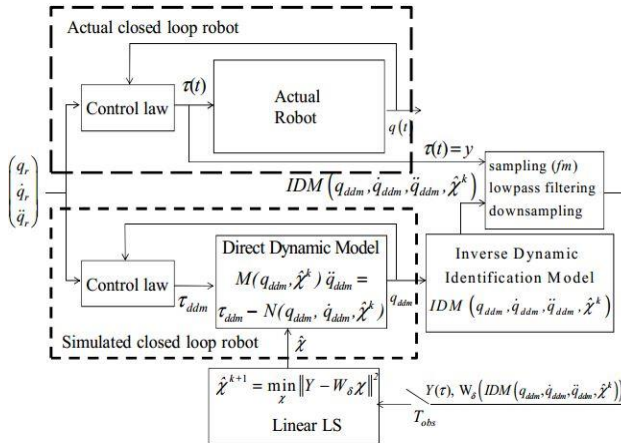 Actual closed loop robot
τ(t)
Control law
Actual
Robot
q(t)
τ(t) = y
(q_r q̇_r q̈_r)
IDM (q_ddm, q̇_ddm, q̈_ddm, χ̂^k)
sampling (fm)
lowpass filtering
downsampling
Direct Dynamic Model
M(q_ddm, χ̂^k) q̈_ddm =
τ_ddm − N(q_ddm, q̇_ddm, χ̂^k)
Control law
τ_ddm
q_ddm
Inverse Dynamic
Identification Model
IDM (q_ddm, q̇_ddm, q̈_ddm, χ̂^k)
Simulated closed loop robot
χ̂
χ̂^{k+1} = min_χ ‖Y − W_δ χ‖²
Linear LS
Y(τ), W_δ(IDM(q_ddm, q̇_ddm, q̈_ddm, χ̂^k))
T_obs